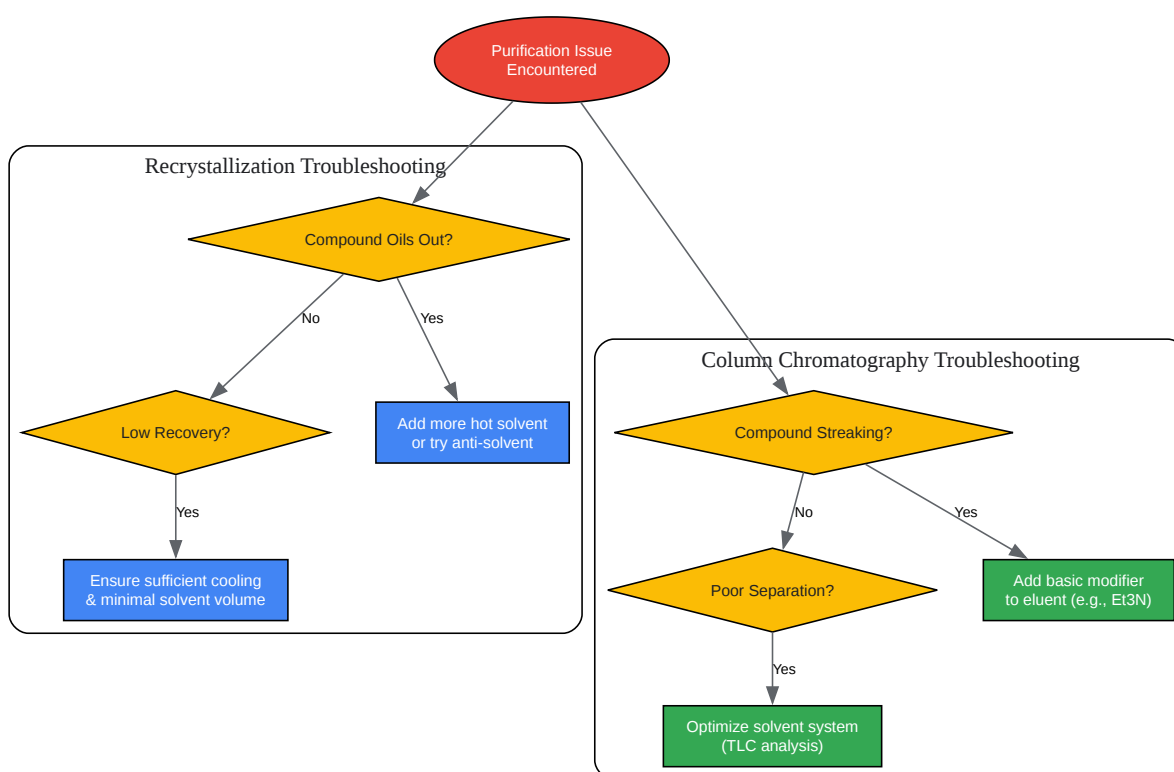 Purification Issue
Encountered
Recrystallization Troubleshooting
Compound Oils Out?
No
Yes
Low Recovery?
Add more hot solvent
or try anti-solvent
Yes
Ensure sufficient cooling
& minimal solvent volume
Column Chromatography Troubleshooting
Compound Streaking?
No
Yes
Poor Separation?
Add basic modifier
to eluent (e.g., Et3N)
Yes
Optimize solvent system
(TLC analysis)